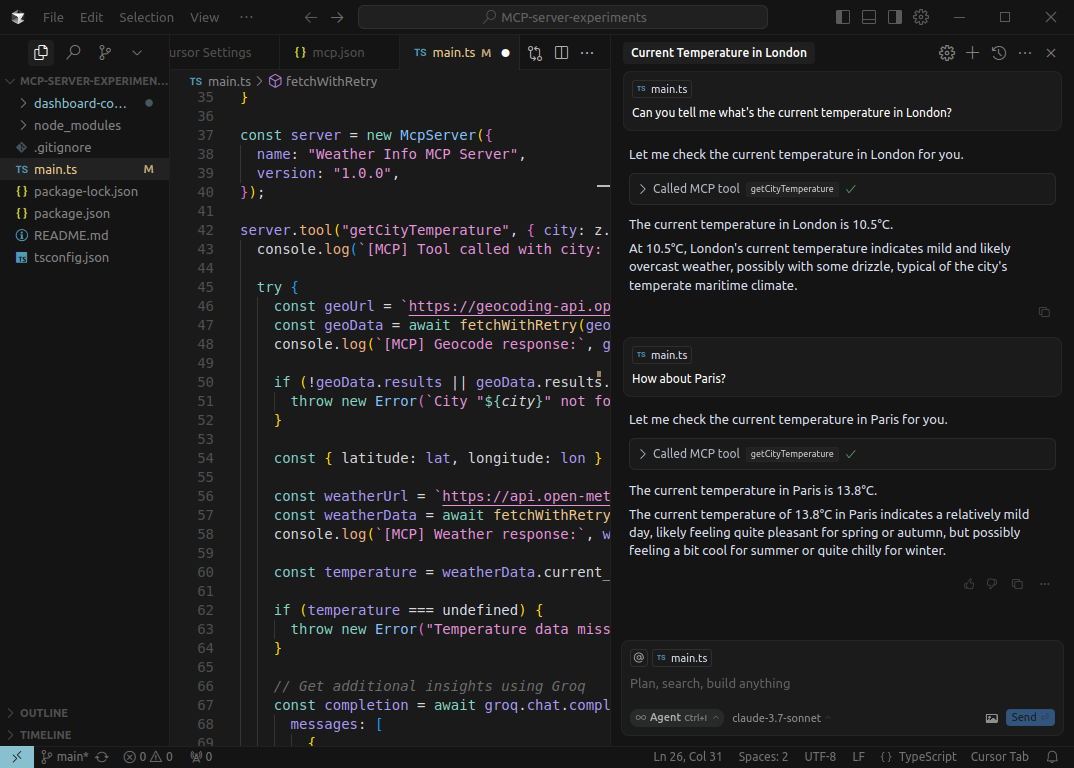 File Edit Selection View ··· MCP-server-experiments
ursor Settings {} mcp.json TS main.ts M ···
MCP-SERVER-EXPERIMEN...
dashboard-co...
node_modules
.gitignore
TS main.ts M
{} package-lock.json
{} package.json
README.md
TS tsconfig.json
OUTLINE
TIMELINE
TS main.ts > fetchWithRetry
35 }
36
37 const server = new McpServer({
38 name: "Weather Info MCP Server",
39 version: "1.0.0",
40 });
41
42 server.tool("getCityTemperature", { city: z.
43 console.log(`[MCP] Tool called with city:
44
45 try {
46 const geoUrl = `https://geocoding-api.op
47 const geoData = await fetchWithRetry(geo
48 console.log(`[MCP] Geocode response:`, g
49
50 if (!geoData.results || geoData.results.
51 throw new Error(`City "${city}" not fo
52 }
53
54 const { latitude: lat, longitude: lon }
55
56 const weatherUrl = `https://api.open-met
57 const weatherData = await fetchWithRetry
58 console.log(`[MCP] Weather response:`, w
59
60 const temperature = weatherData.current_
61
62 if (temperature === undefined) {
63 throw new Error("Temperature data miss
64 }
65
66 // Get additional insights using Groq
67 const completion = await groq.chat.compl
68 messages: [
69 {
Current Temperature in London ···
TS main.ts
Can you tell me what's the current temperature in London?
Let me check the current temperature in London for you.
> Called MCP tool getCityTemperature ✓
The current temperature in London is 10.5°C.
At 10.5°C, London's current temperature indicates mild and likely
overcast weather, possibly with some drizzle, typical of the city's
temperate maritime climate.
TS main.ts
How about Paris?
Let me check the current temperature in Paris for you.
> Called MCP tool getCityTemperature ✓
The current temperature in Paris is 13.8°C.
The current temperature of 13.8°C in Paris indicates a relatively mild
day, likely feeling quite pleasant for spring or autumn, but possibly
feeling a bit cool for summer or quite chilly for winter.
···
@ TS main.ts
Plan, search, build anything
∞ Agent Ctrl+I claude-3.7-sonnet Send
main* 0 0 0 Ln 26, Col 31 Spaces: 2 UTF-8 LF {} TypeScript Cursor Tab